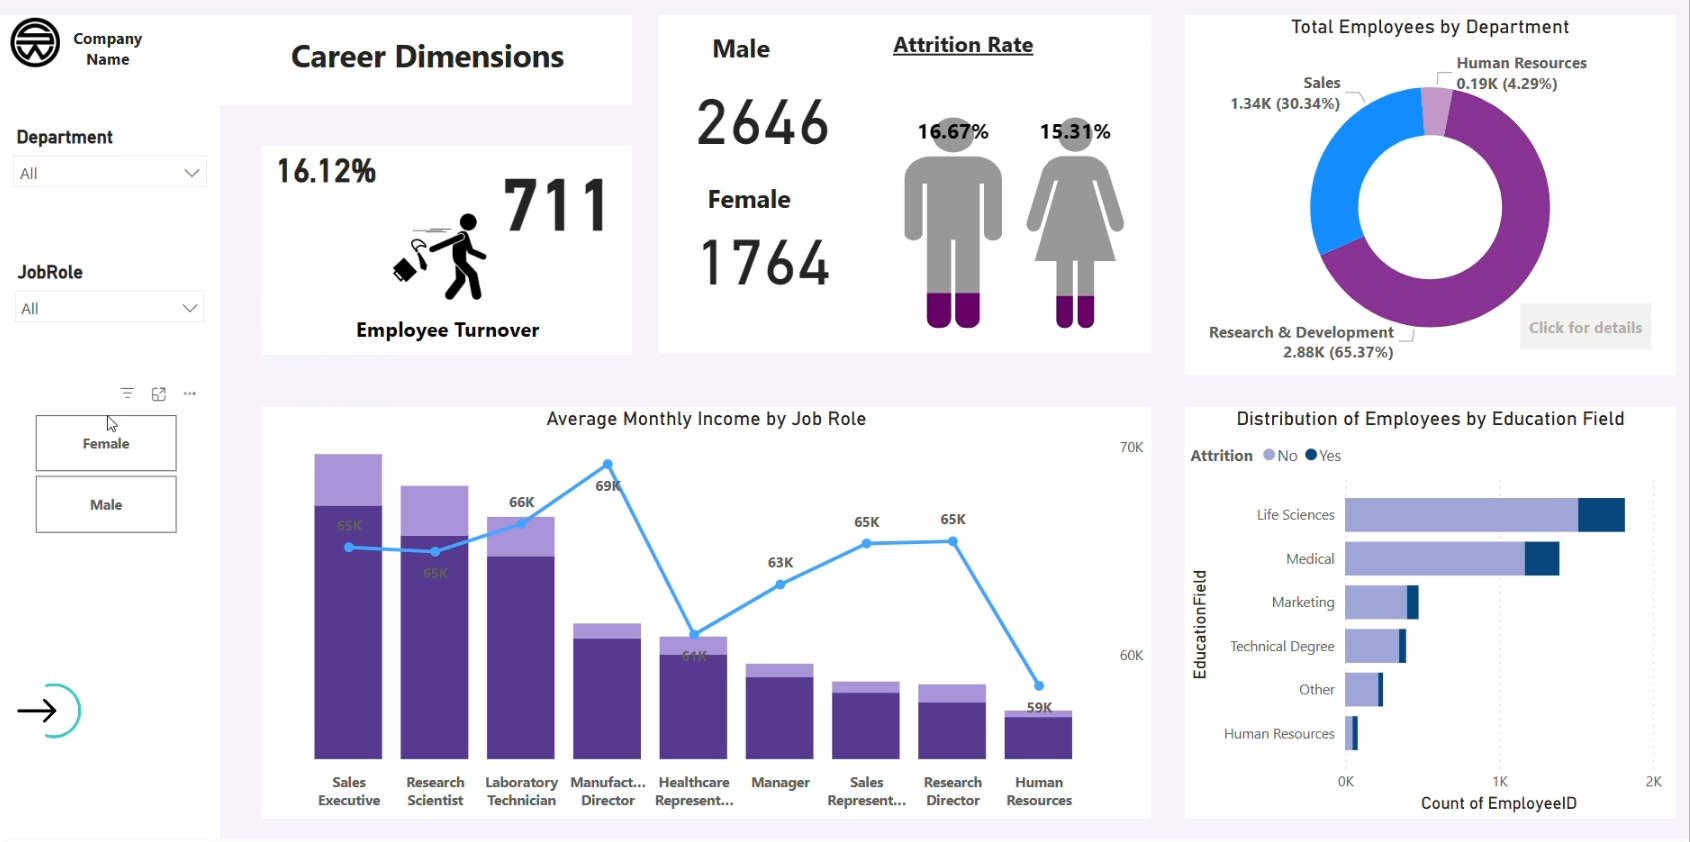 Company
Name
Career Dimensions
Department
All
JobRole
All
Female
Male
16.12%
711
Employee Turnover
Male
2646
Female
1764
Attrition Rate
16.67%
15.31%
Total Employees by Department
Human Resources
0.19K (4.29%)
Sales
1.34K (30.34%)
Research & Development
2.88K (65.37%)
Click for details
Average Monthly Income by Job Role
70K
60K
65K
65K
66K
69K
61K
63K
65K
65K
59K
Sales
Executive
Research
Scientist
Laboratory
Technician
Manufact...
Director
Healthcare
Represent...
Manager
Sales
Represent...
Research
Director
Human
Resources
Distribution of Employees by Education Field
Attrition No Yes
EducationField
Life Sciences
Medical
Marketing
Technical Degree
Other
Human Resources
0K 1K 2K
Count of EmployeeID